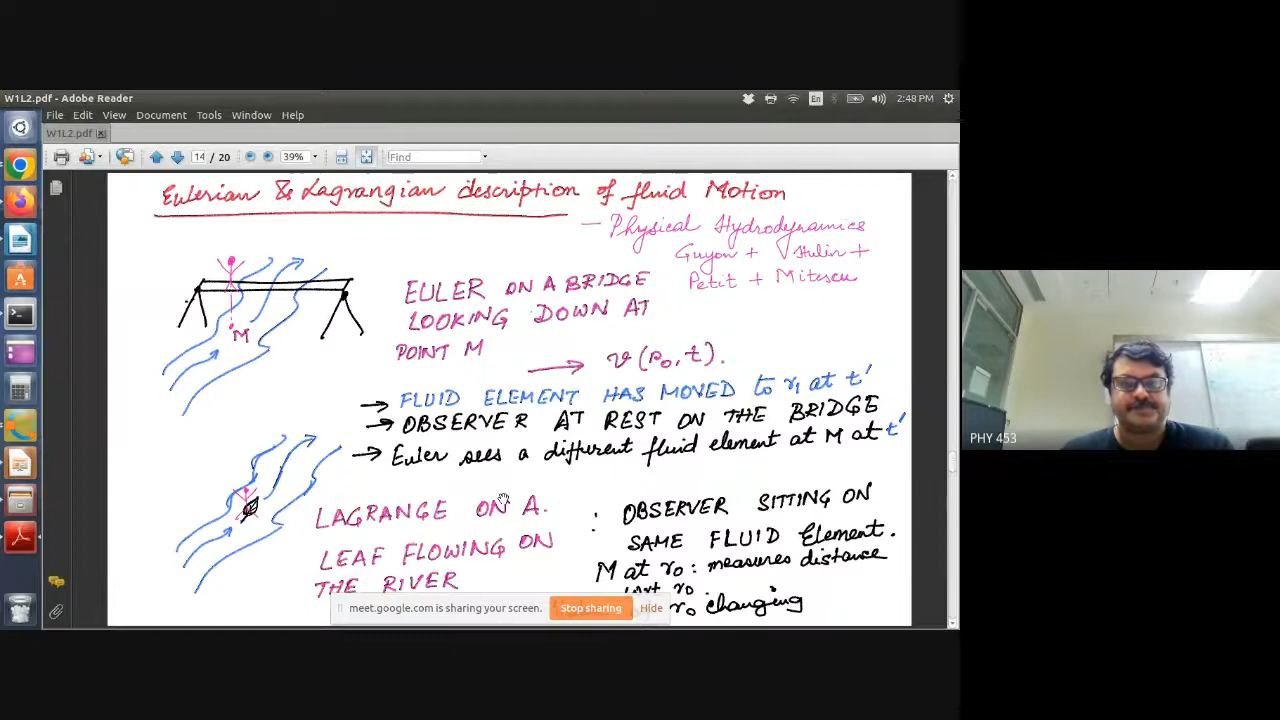 W1L2.pdf - Adobe Reader
En
2:48 PM
File Edit View Document Tools Window Help
W1L2.pdf
14 / 20
39%
Find
Eulerian & Lagrangian description of fluid Motion
- Physical Hydrodynamics
Guyon + Hulin +
Petit + Mitescu
EULER ON A BRIDGE
LOOKING DOWN AT
POINT M
M
→ v(r₀, t).
→ FLUID ELEMENT HAS MOVED to r₁ at t'
→ OBSERVER AT REST ON THE BRIDGE
→ Euler sees a different fluid element at M at t'
PHY 453
LAGRANGE ON A
LEAF FLOWING ON
THE RIVER
: OBSERVER SITTING ON
SAME FLUID Element.
M at r₀ : measures distance
wrt r₀.
r₀ changing
meet.google.com is sharing your screen. Stop sharing Hide